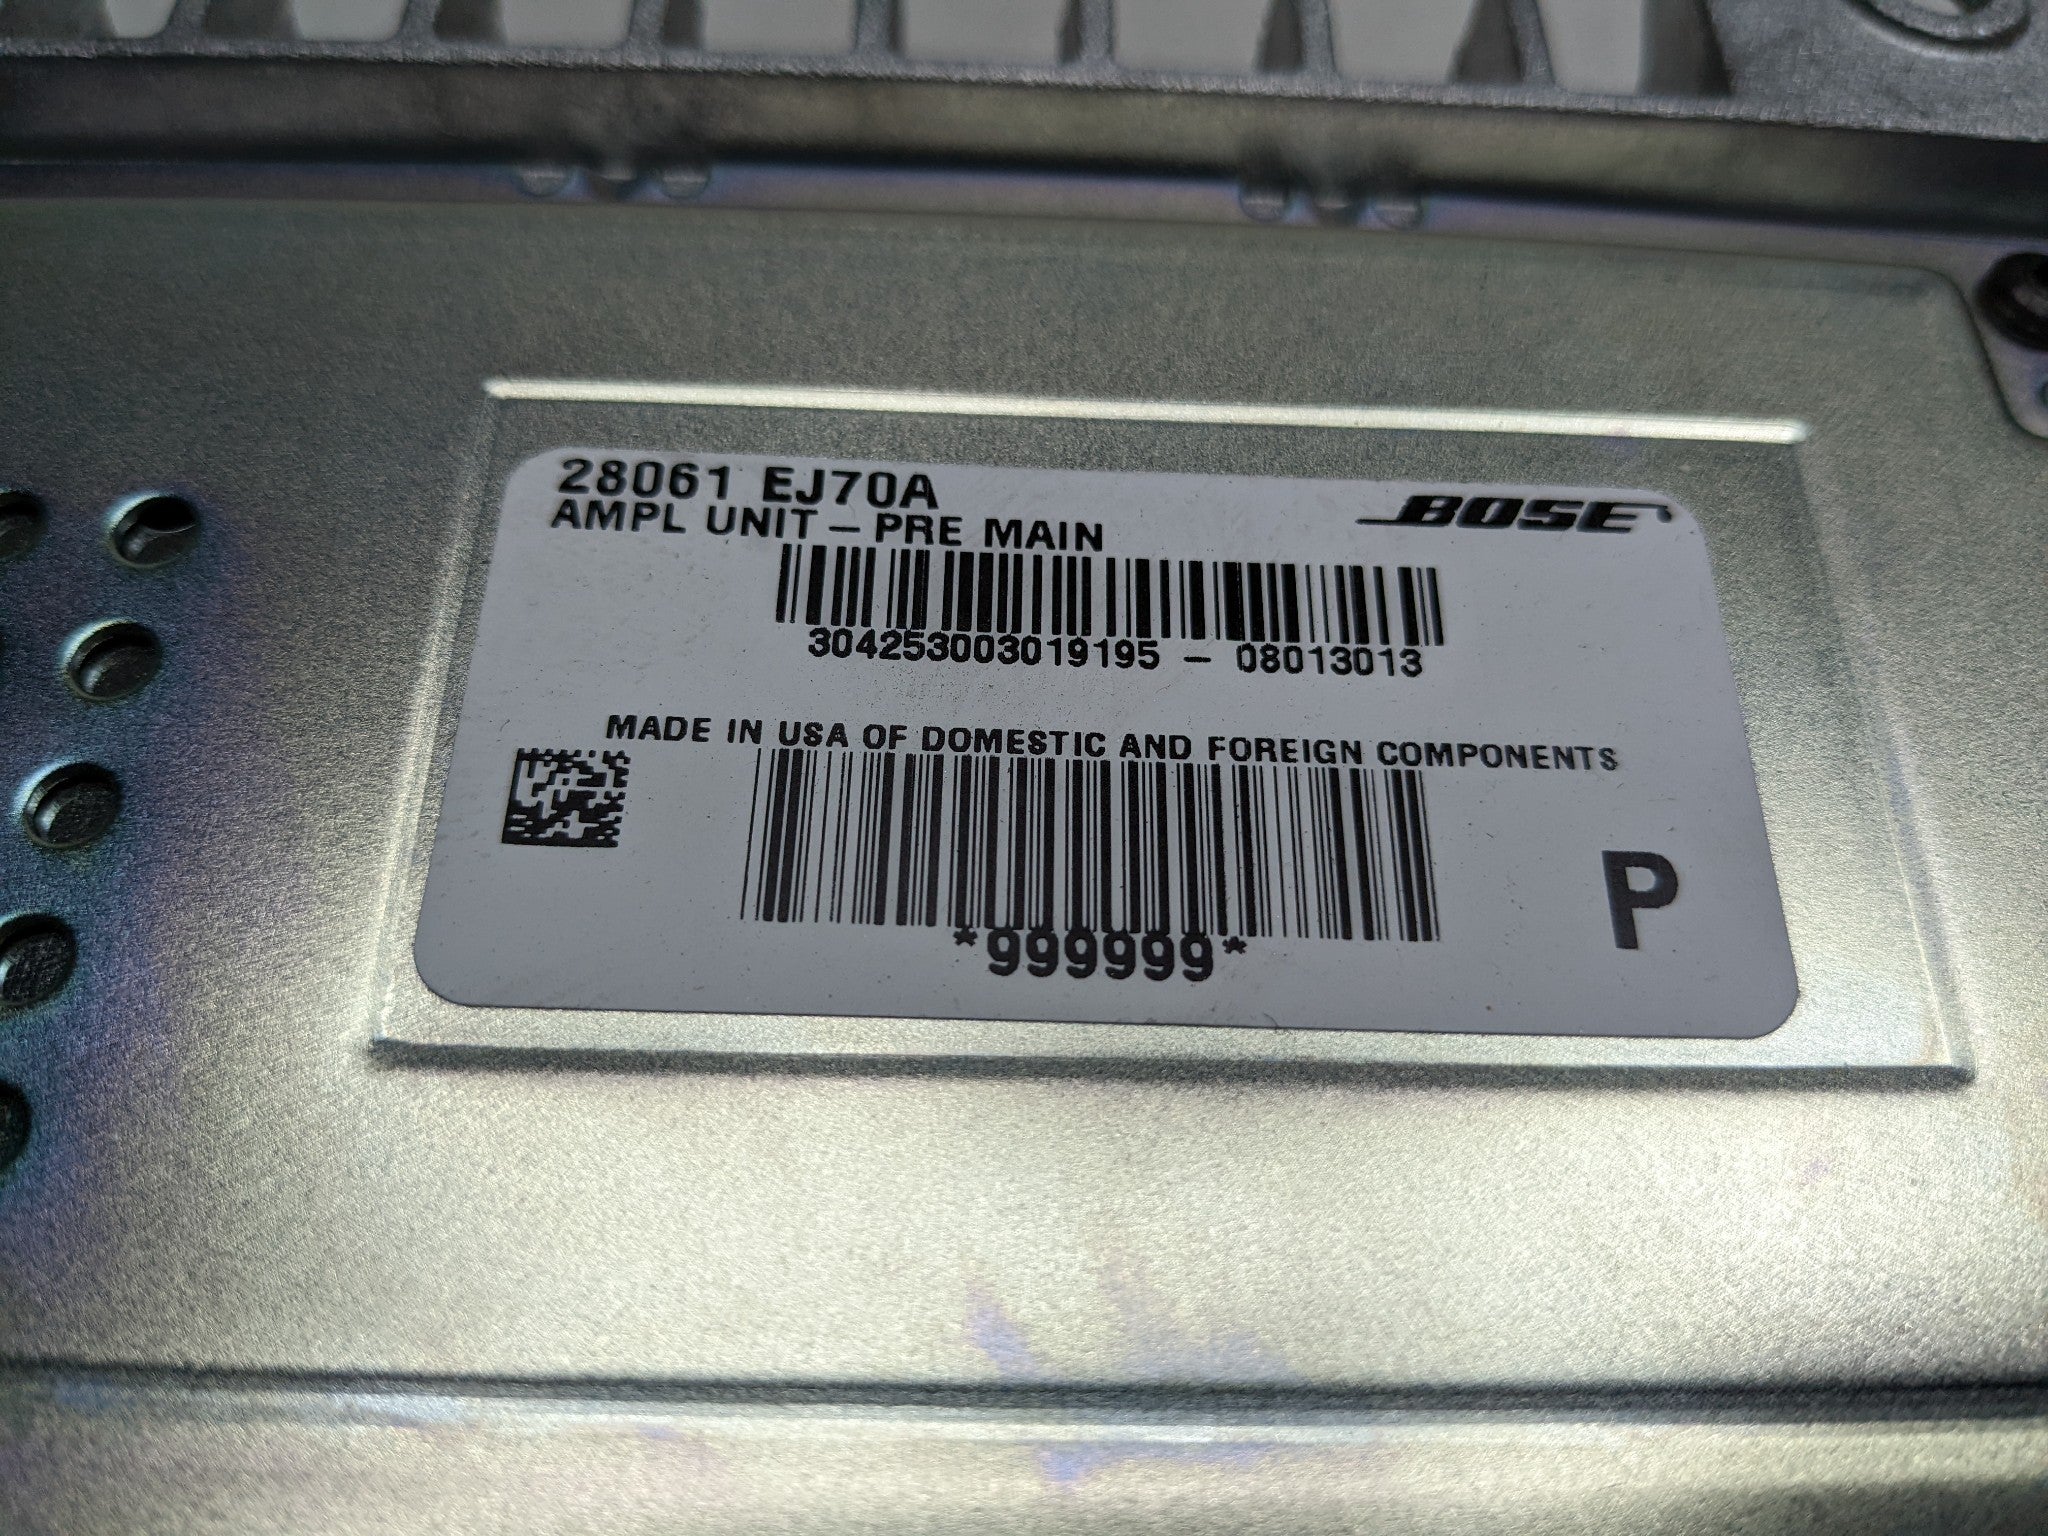 28061 EJ70A
BOSE
AMPL UNIT – PRE MAIN
304253003019195 – 08013013
MADE IN USA OF DOMESTIC AND FOREIGN COMPONENTS
P
*999999*